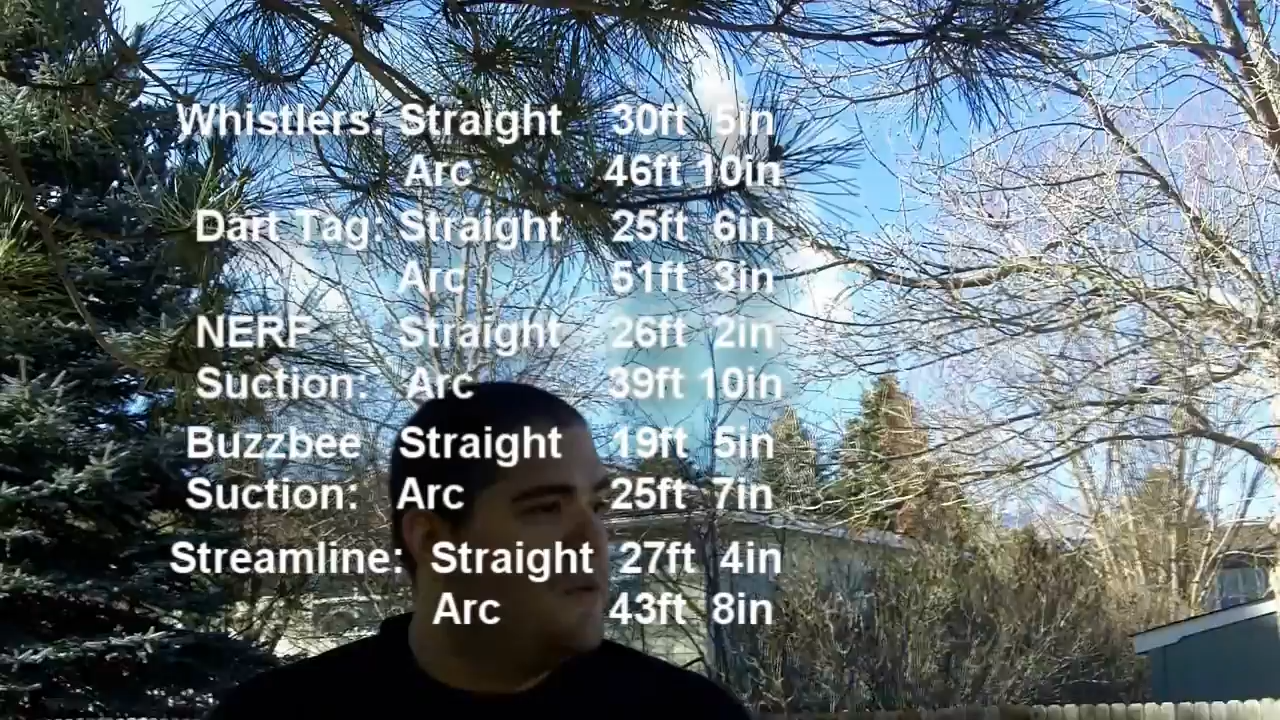 Whistlers: Straight 30ft 5in
Arc 46ft 10in
Dart Tag: Straight 25ft 6in
Arc 51ft 3in
NERF Straight 26ft 2in
Suction: Arc 39ft 10in
Buzzbee Straight 19ft 5in
Suction: Arc 25ft 7in
Streamline: Straight 27ft 4in
Arc 43ft 8in